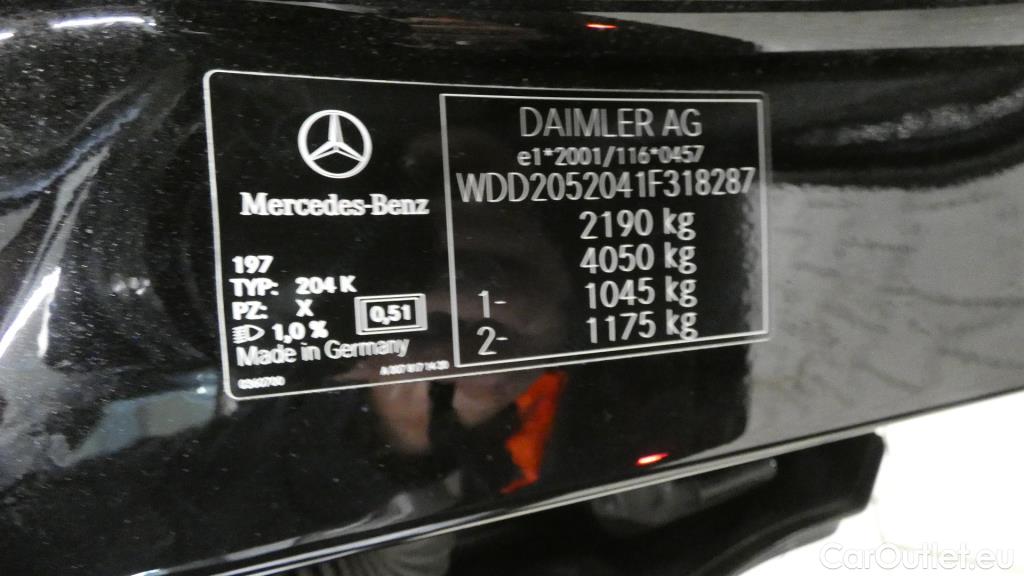 Mercedes-Benz
197
TYP: 204 K
PZ: X
0,51
1,0 %
Made in Germany
DAIMLER AG
e1*2001/116*0457
WDD2052041F318287
2190 kg
4050 kg
1- 1045 kg
2- 1175 kg
CarOutlet.eu